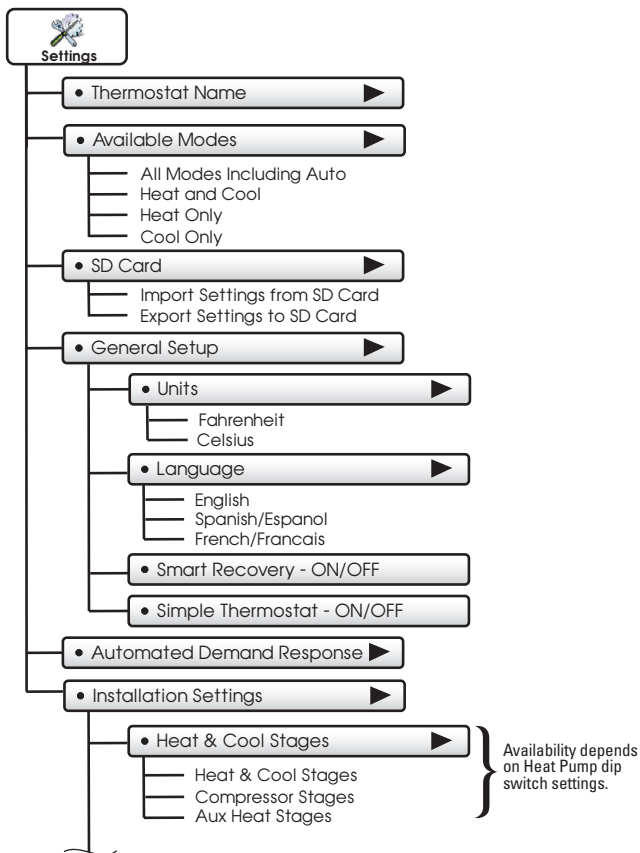 Settings
• Thermostat Name
• Available Modes
All Modes Including Auto
Heat and Cool
Heat Only
Cool Only
• SD Card
Import Settings from SD Card
Export Settings to SD Card
• General Setup
• Units
Fahrenheit
Celsius
• Language
English
Spanish/Espanol
French/Francais
• Smart Recovery - ON/OFF
• Simple Thermostat - ON/OFF
• Automated Demand Response
• Installation Settings
• Heat & Cool Stages
Heat & Cool Stages
Compressor Stages
Aux Heat Stages
Availability depends
on Heat Pump dip
switch settings.